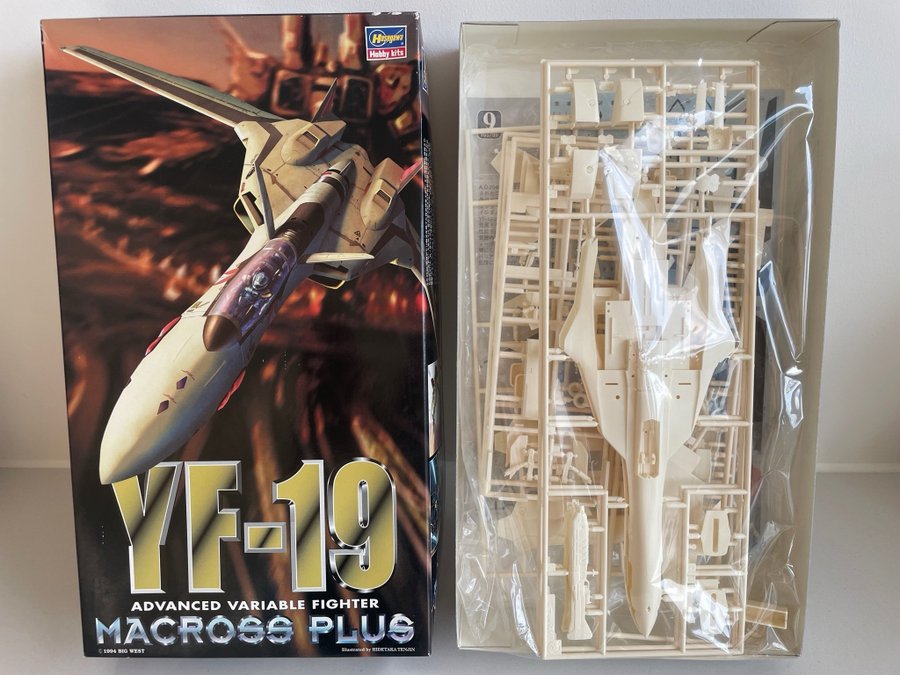 Hasegawa
Hobby kits
YF-19
ADVANCED VARIABLE FIGHTER
MACROSS PLUS
© 1994 BIG WEST
Illustrated by HIDETAKA TENJIN
9